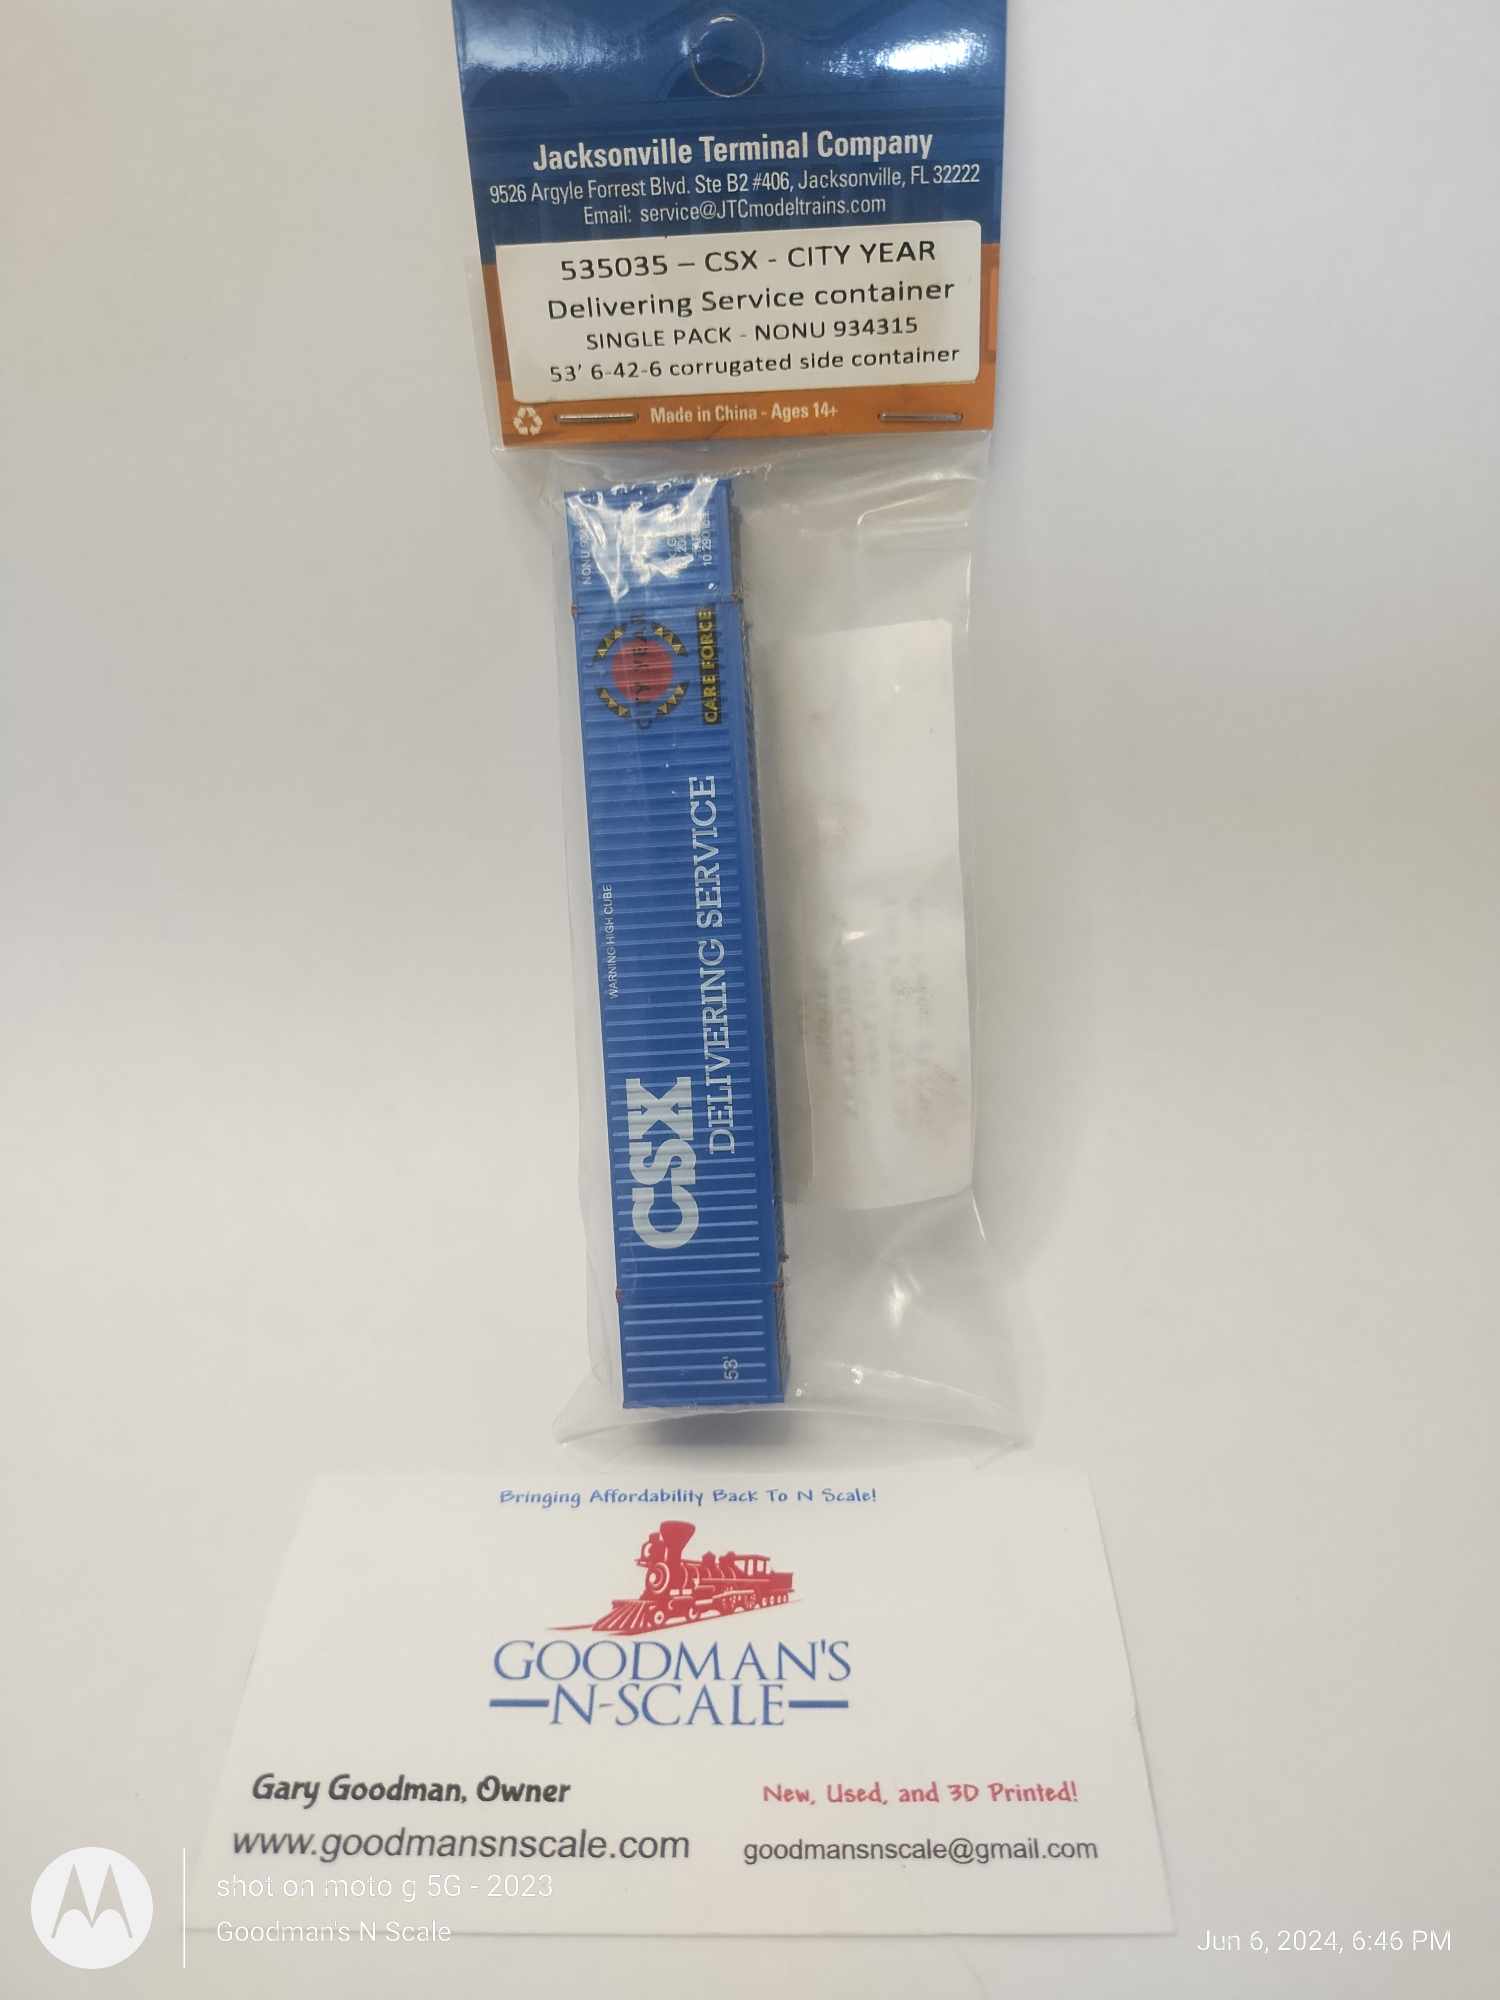 Jacksonville Terminal Company
9526 Argyle Forrest Blvd. Ste B2 #406, Jacksonville, FL 32222
Email: service@JTCmodeltrains.com
535035 – CSX - CITY YEAR
Delivering Service container
SINGLE PACK - NONU 934315
53' 6-42-6 corrugated side container
Made in China - Ages 14+
NONU
CITY YEAR
CARE FORCE
WARNING HIGH CUBE
CSX
DELIVERING SERVICE
53'
Bringing Affordability Back To N Scale!
GOODMAN'S
N-SCALE
Gary Goodman, Owner
New, Used, and 3D Printed!
www.goodmansnscale.com
goodmansnscale@gmail.com
shot on moto g 5G - 2023
Goodman's N Scale
Jun 6, 2024, 6:46 PM